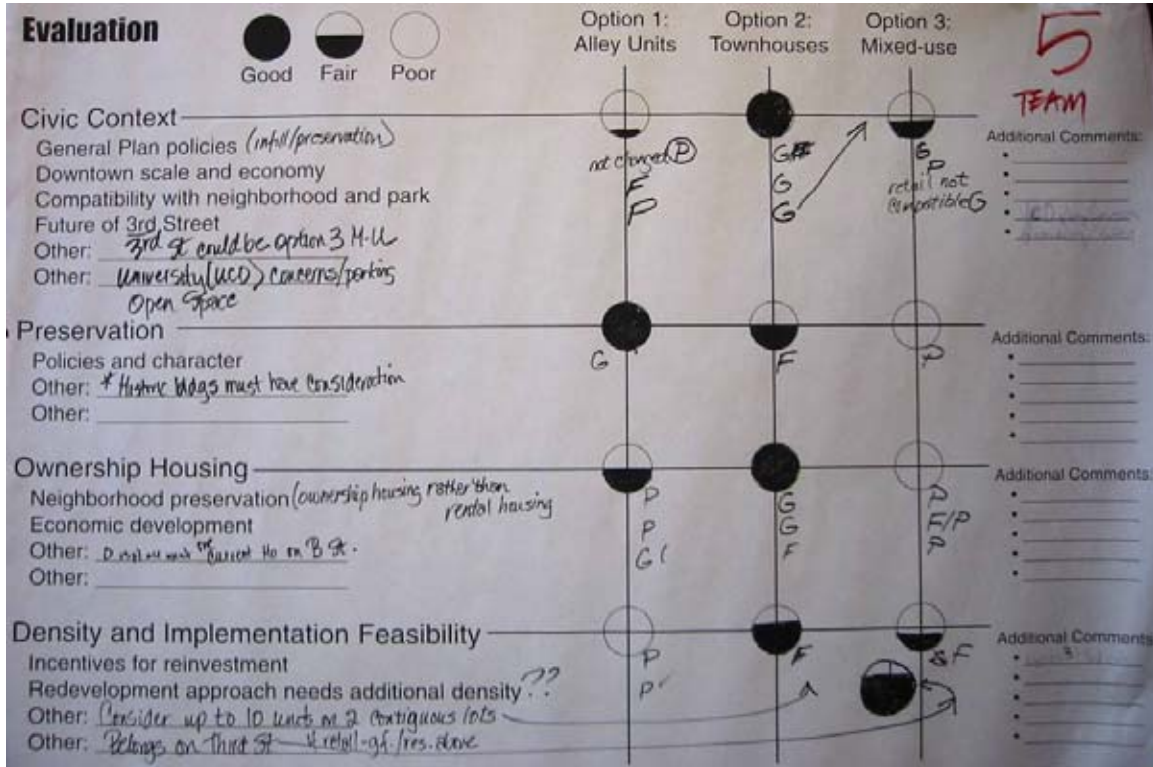 Evaluation
Good Fair Poor
Option 1:
Alley Units
Option 2:
Townhouses
Option 3:
Mixed-use
5
TEAM
Civic Context
General Plan policies (infill/preservation)
Downtown scale and economy
Compatibility with neighborhood and park
Future of 3rd Street
Other: 3rd St could be option 3 M-U
Other: University (UCD) concerns/parking
Open Space
not changed P
F
P
G
G
G
P
retail not
compatible G
Additional Comments:
Preservation
Policies and character
Other: * Historic bldgs must have consideration
Other:
G
F
P
Additional Comments:
Ownership Housing
Neighborhood preservation (ownership housing rather than
rental housing
Economic development
Other: current on B St.
Other:
P
P
G
G
G
F
P
F/P
P
Additional Comments:
Density and Implementation Feasibility
Incentives for reinvestment
Redevelopment approach needs additional density ??
Other: Consider up to 10 units on 2 contiguous lots
Other: Belongs on Third St retail-gf./res. above
P
P
F
F
Additional Comments